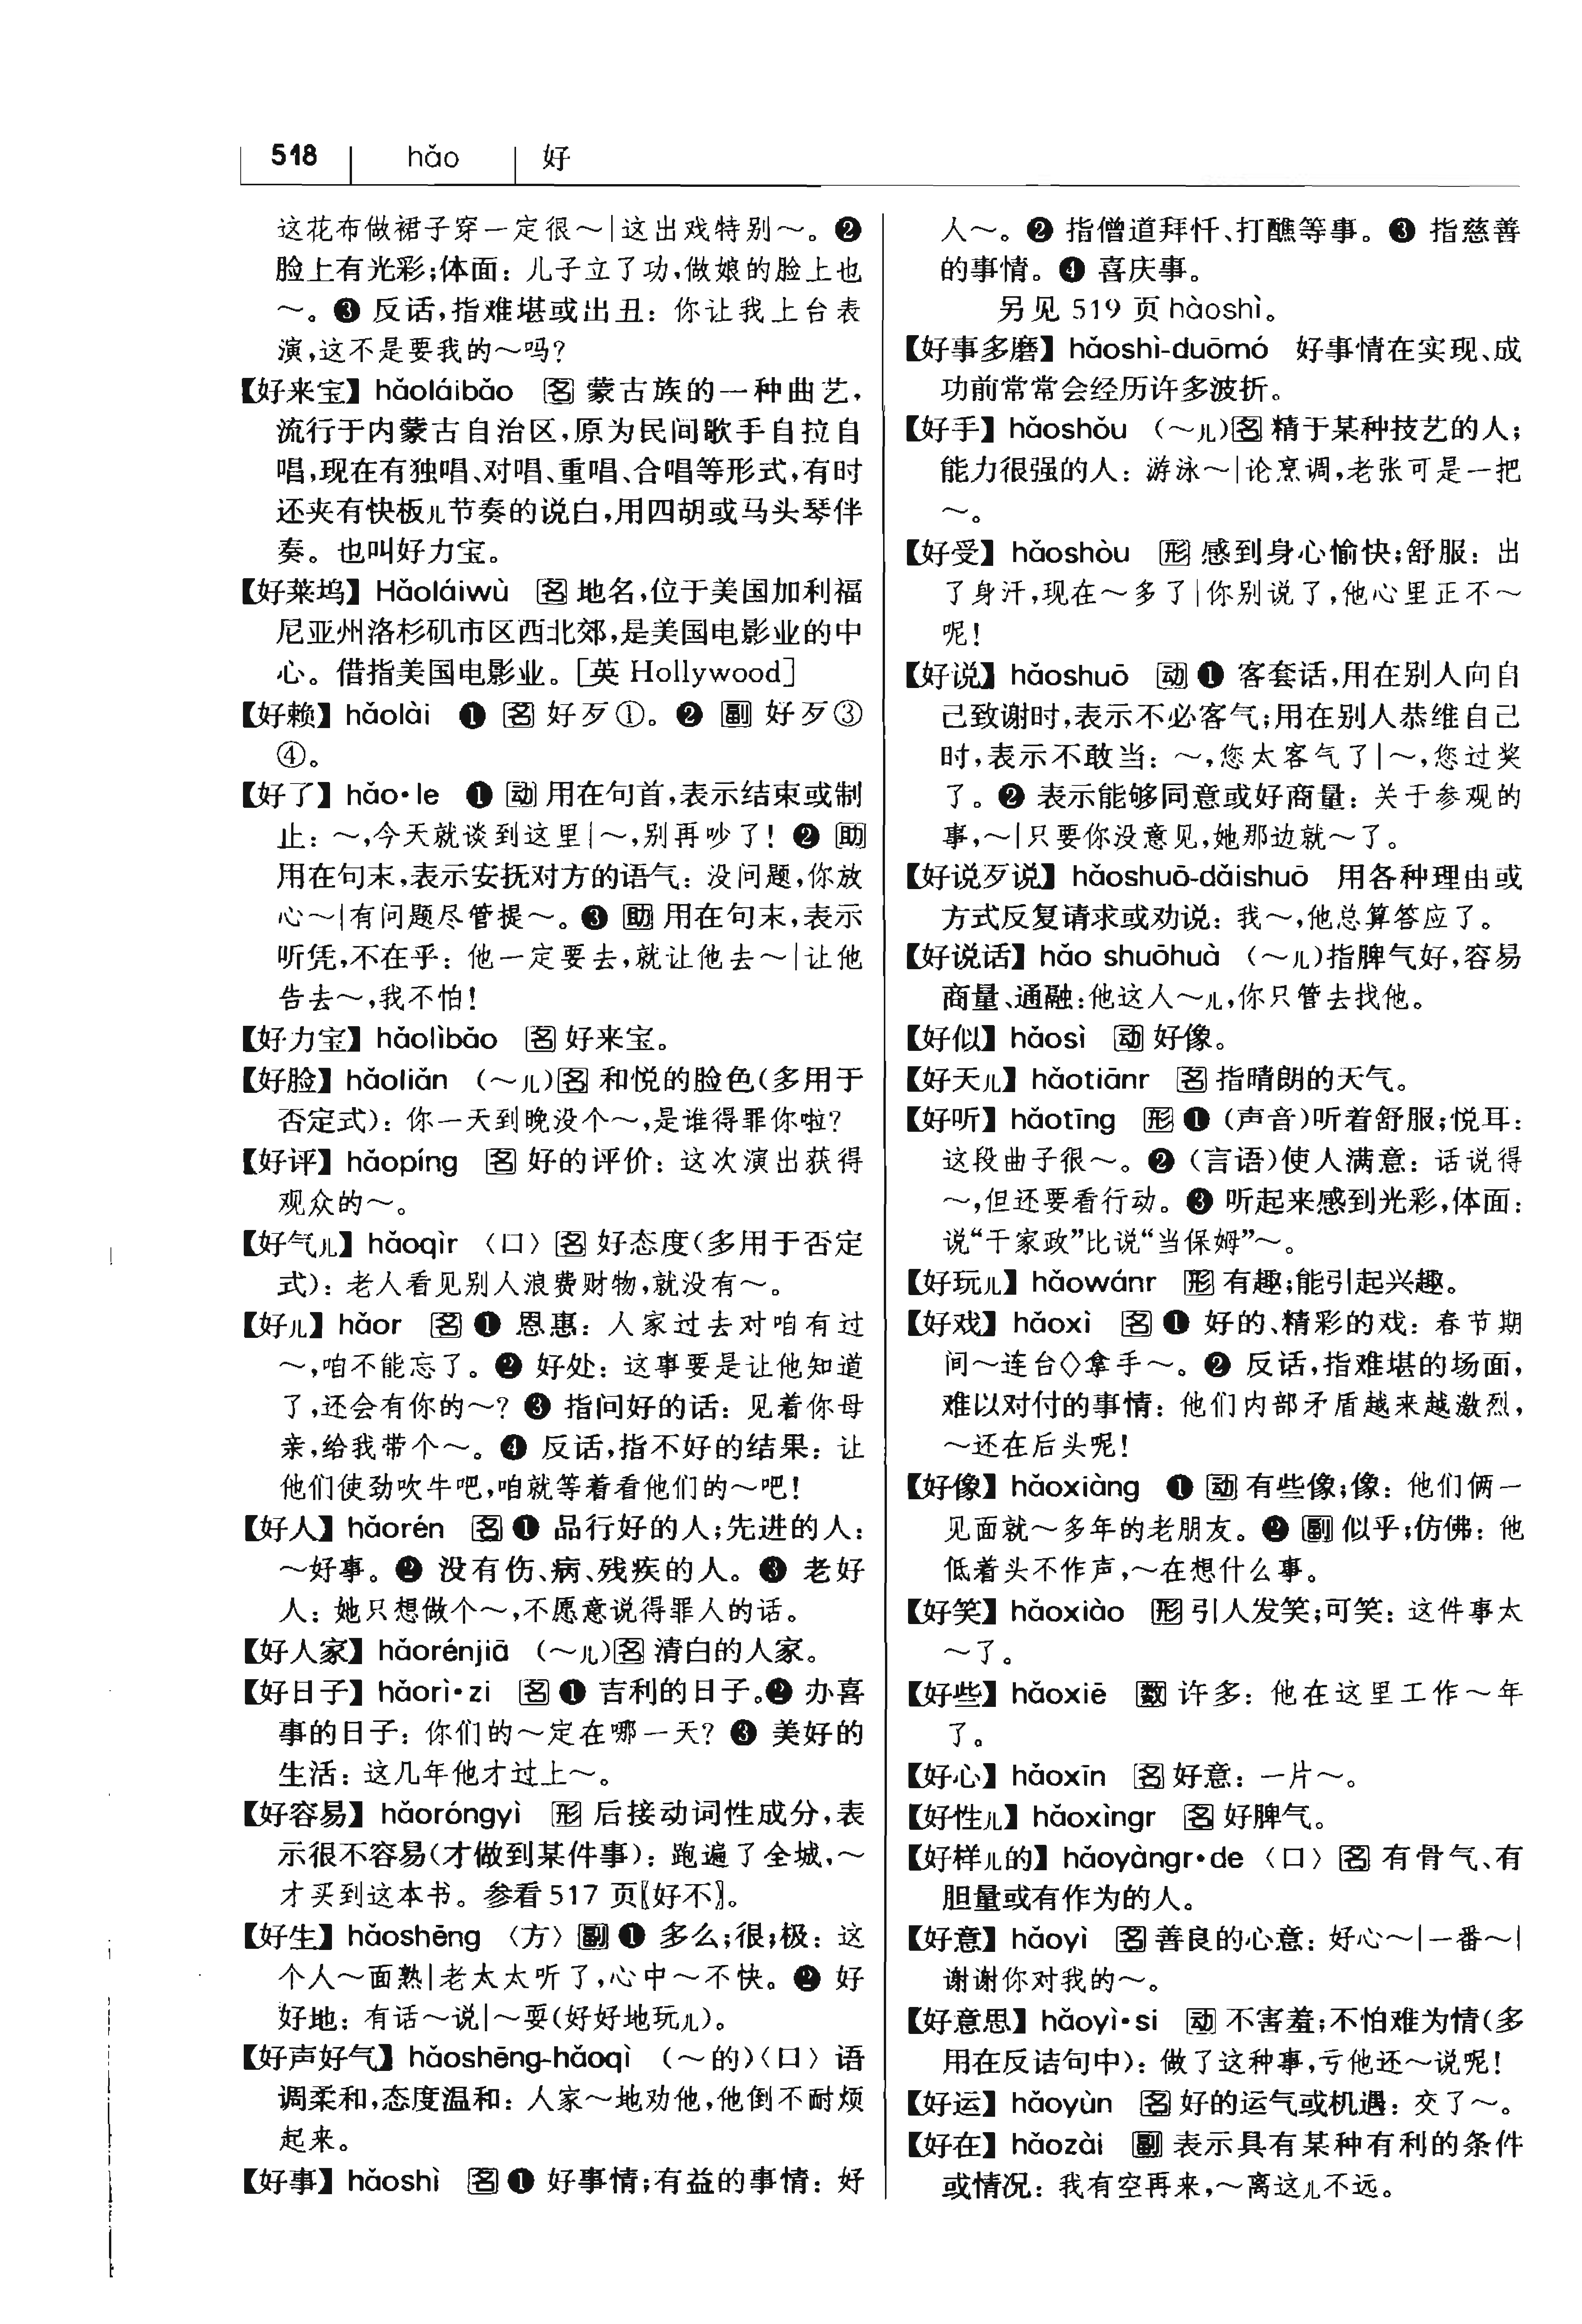 518 hǎo 好
这花布做裙子穿一定很～|这出戏特别～。❷
脸上有光彩;体面：儿子立了功,做娘的脸上也
～。❸ 反话,指难堪或出丑：你让我上台表
演,这不是要我的～吗?
【好来宝】hǎoláibǎo 名 蒙古族的一种曲艺,
流行于内蒙古自治区,原为民间歌手自拉自
唱,现在有独唱、对唱、重唱、合唱等形式,有时
还夹有快板儿节奏的说白,用四胡或马头琴伴
奏。也叫好力宝。
【好莱坞】Hǎoláiwù 名 地名,位于美国加利福
尼亚州洛杉矶市区西北郊,是美国电影业的中
心。借指美国电影业。[英 Hollywood]
【好赖】hǎolài ❶ 名 好歹①。❷ 副 好歹③
④。
【好了】hǎo•le ❶ 动 用在句首,表示结束或制
止：～,今天就谈到这里|～,别再吵了! ❷ 助
用在句末,表示安抚对方的语气：没问题,你放
心～|有问题尽管提～。❸ 助 用在句末,表示
听凭,不在乎：他一定要去,就让他去～|让他
告去～,我不怕!
【好力宝】hǎolìbǎo 名 好来宝。
【好脸】hǎoliǎn (～儿)名 和悦的脸色(多用于
否定式)：你一天到晚没个～,是谁得罪你啦?
【好评】hǎopíng 名 好的评价：这次演出获得
观众的～。
【好气儿】hǎoqìr 〈口〉名 好态度(多用于否定
式)：老人看见别人浪费财物,就没有～。
【好儿】hǎor 名 ❶ 恩惠：人家过去对咱有过
～,咱不能忘了。❷ 好处：这事要是让他知道
了,还会有你的～? ❸ 指问好的话：见着你母
亲,给我带个～。❹ 反话,指不好的结果：让
他们使劲吹牛吧,咱就等着看他们的～吧!
【好人】hǎorén 名 ❶ 品行好的人;先进的人：
～好事。❷ 没有伤、病、残疾的人。❸ 老好
人：她只想做个～,不愿意说得罪人的话。
【好人家】hǎorénjiā (～儿)名 清白的人家。
【好日子】hǎorì•zi 名 ❶ 吉利的日子。❷ 办喜
事的日子：你们的～定在哪一天? ❸ 美好的
生活：这几年他才过上～。
【好容易】hǎoróngyì 形 后接动词性成分,表
示很不容易(才做到某件事)：跑遍了全城,～
才买到这本书。参看517 页〖好不〗。
【好生】hǎoshēng 〈方〉副 ❶ 多么;很;极：这
个人～面熟|老太太听了,心中～不快。❷ 好
好地：有话～说|～耍(好好地玩儿)。
【好声好气】hǎoshēng-hǎoqì (～的)〈口〉语
调柔和,态度温和：人家～地劝他,他倒不耐烦
起来。
【好事】hǎoshì 名 ❶ 好事情;有益的事情：好
人～。❷ 指僧道拜忏、打醮等事。❸ 指慈善
的事情。❹ 喜庆事。
另见 519 页 hàoshì。
【好事多磨】hǎoshì-duōmó 好事情在实现、成
功前常常会经历许多波折。
【好手】hǎoshǒu (～儿)名 精于某种技艺的人;
能力很强的人：游泳～|论烹调,老张可是一把
～。
【好受】hǎoshòu 形 感到身心愉快;舒服：出
了身汗,现在～多了|你别说了,他心里正不～
呢!
【好说】hǎoshuō 动 ❶ 客套话,用在别人向自
己致谢时,表示不必客气;用在别人恭维自己
时,表示不敢当：～,您太客气了|～,您过奖
了。❷ 表示能够同意或好商量：关于参观的
事,～|只要你没意见,她那边就～了。
【好说歹说】hǎoshuō-dǎishuō 用各种理由或
方式反复请求或劝说：我～,他总算答应了。
【好说话】hǎo shuōhuà (～儿)指脾气好,容易
商量、通融:他这人～儿,你只管去找他。
【好似】hǎosì 动 好像。
【好天儿】hǎotiānr 名 指晴朗的天气。
【好听】hǎotīng 形 ❶ (声音)听着舒服;悦耳：
这段曲子很～。❷ (言语)使人满意：话说得
～,但还要看行动。❸ 听起来感到光彩,体面：
说“干家政”比说“当保姆”～。
【好玩儿】hǎowánr 形 有趣;能引起兴趣。
【好戏】hǎoxì 名 ❶ 好的、精彩的戏：春节期
间～连台◇拿手～。❷ 反话,指难堪的场面,
难以对付的事情：他们内部矛盾越来越激烈,
～还在后头呢!
【好像】hǎoxiàng ❶ 动 有些像;像：他们俩一
见面就～多年的老朋友。❷ 副 似乎;仿佛：他
低着头不作声,～在想什么事。
【好笑】hǎoxiào 形 引人发笑;可笑：这件事太
～了。
【好些】hǎoxiē 数 许多：他在这里工作～年
了。
【好心】hǎoxīn 名 好意：一片～。
【好性儿】hǎoxìngr 名 好脾气。
【好样儿的】hǎoyàngr•de 〈口〉名 有骨气、有
胆量或有作为的人。
【好意】hǎoyì 名 善良的心意：好心～|一番～|
谢谢你对我的～。
【好意思】hǎoyì•si 动 不害羞;不怕难为情(多
用在反诘句中)：做了这种事,亏他还～说呢!
【好运】hǎoyùn 名 好的运气或机遇：交了～。
【好在】hǎozài 副 表示具有某种有利的条件
或情况：我有空再来,～离这儿不远。